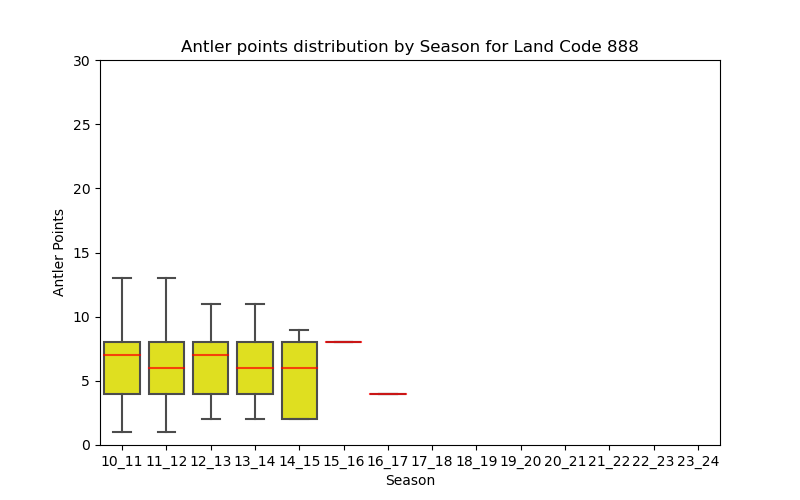 Antler points distribution by Season for Land Code 888
30
25
20
15
10
5
0
Antler Points
10_11 11_12 12_13 13_14 14_15 15_16 16_17 17_18 18_19 19_20 20_21 21_22 22_23 23_24
Season